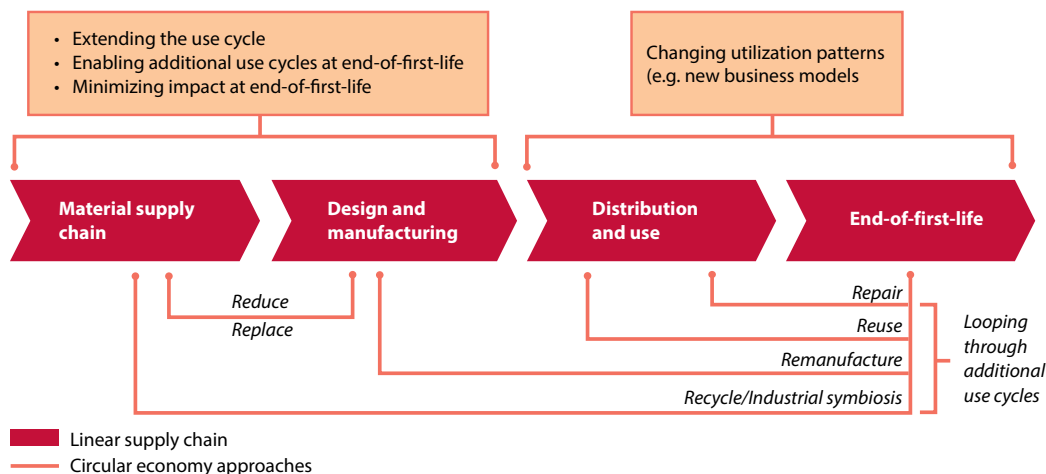 • Extending the use cycle
• Enabling additional use cycles at end-of-first-life
• Minimizing impact at end-of-first-life
Changing utilization patterns
(e.g. new business models
Material supply
chain
Design and
manufacturing
Distribution
and use
End-of-first-life
Reduce
Replace
Repair
Reuse
Remanufacture
Recycle/Industrial symbiosis
Looping
through
additional
use cycles
Linear supply chain
Circular economy approaches